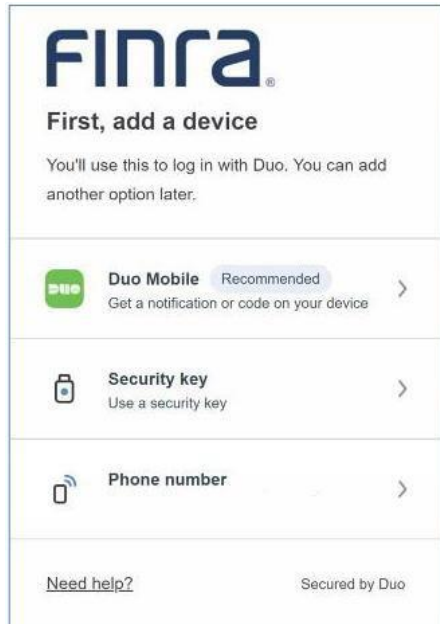 FINra®
First, add a device
You'll use this to log in with Duo. You can add
another option later.
DUO
Duo Mobile Recommended
Get a notification or code on your device
Security key
Use a security key
Phone number
Need help? Secured by Duo